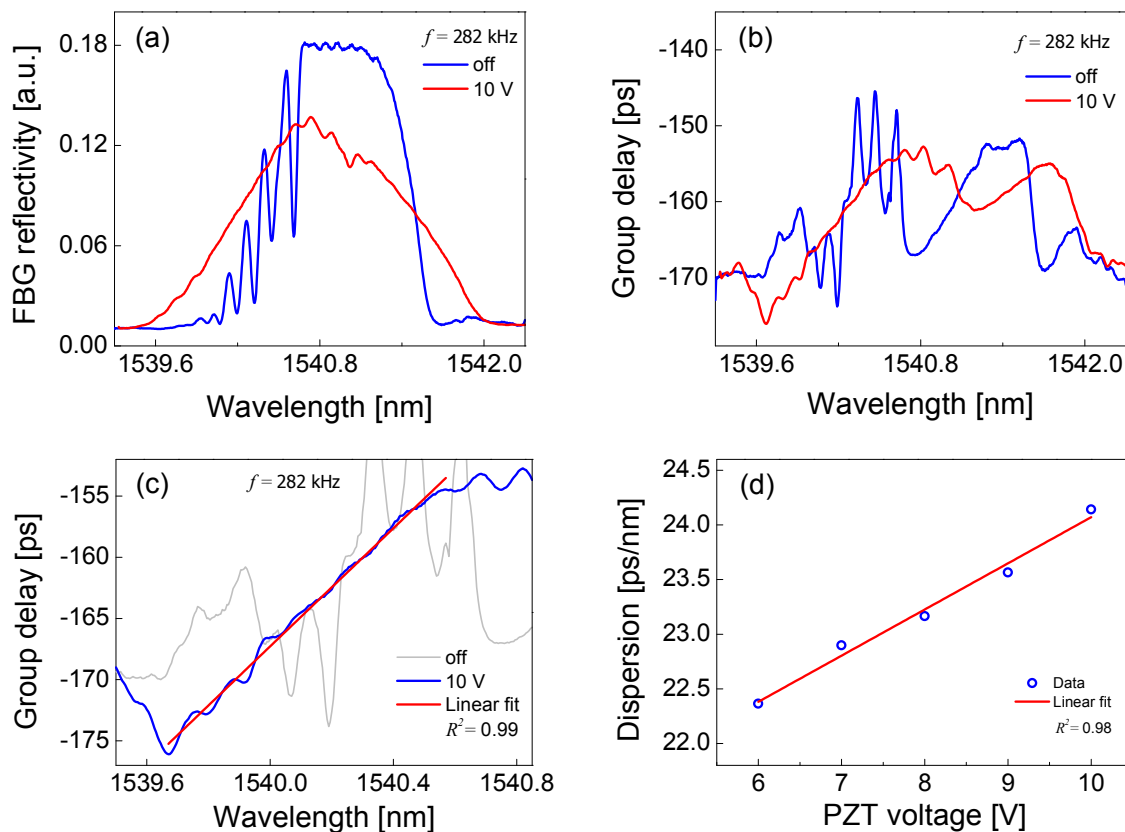 (a)
f = 282 kHz
off
10 V
0.18
0.12
0.06
0.00
FBG reflectivity [a.u.]
1539.6 1540.8 1542.0
Wavelength [nm]
(b)
f = 282 kHz
off
10 V
-135
-150
-160
-170
Group delay [ps]
1539.6 1540.8 1542.0
Wavelength [nm]
(c)
f = 282 kHz
-155
-160
-165
-170
-175
Group delay [ps]
off
10 V
Linear fit
R² = 0.99
1539.6 1540.0 1540.4 1540.8
Wavelength [nm]
(d)
24.5
24.0
23.5
23.0
22.5
22.0
Dispersion [ps/nm]
Data
Linear fit
R² = 0.98
6 7 8 9 10
PZT voltage [V]